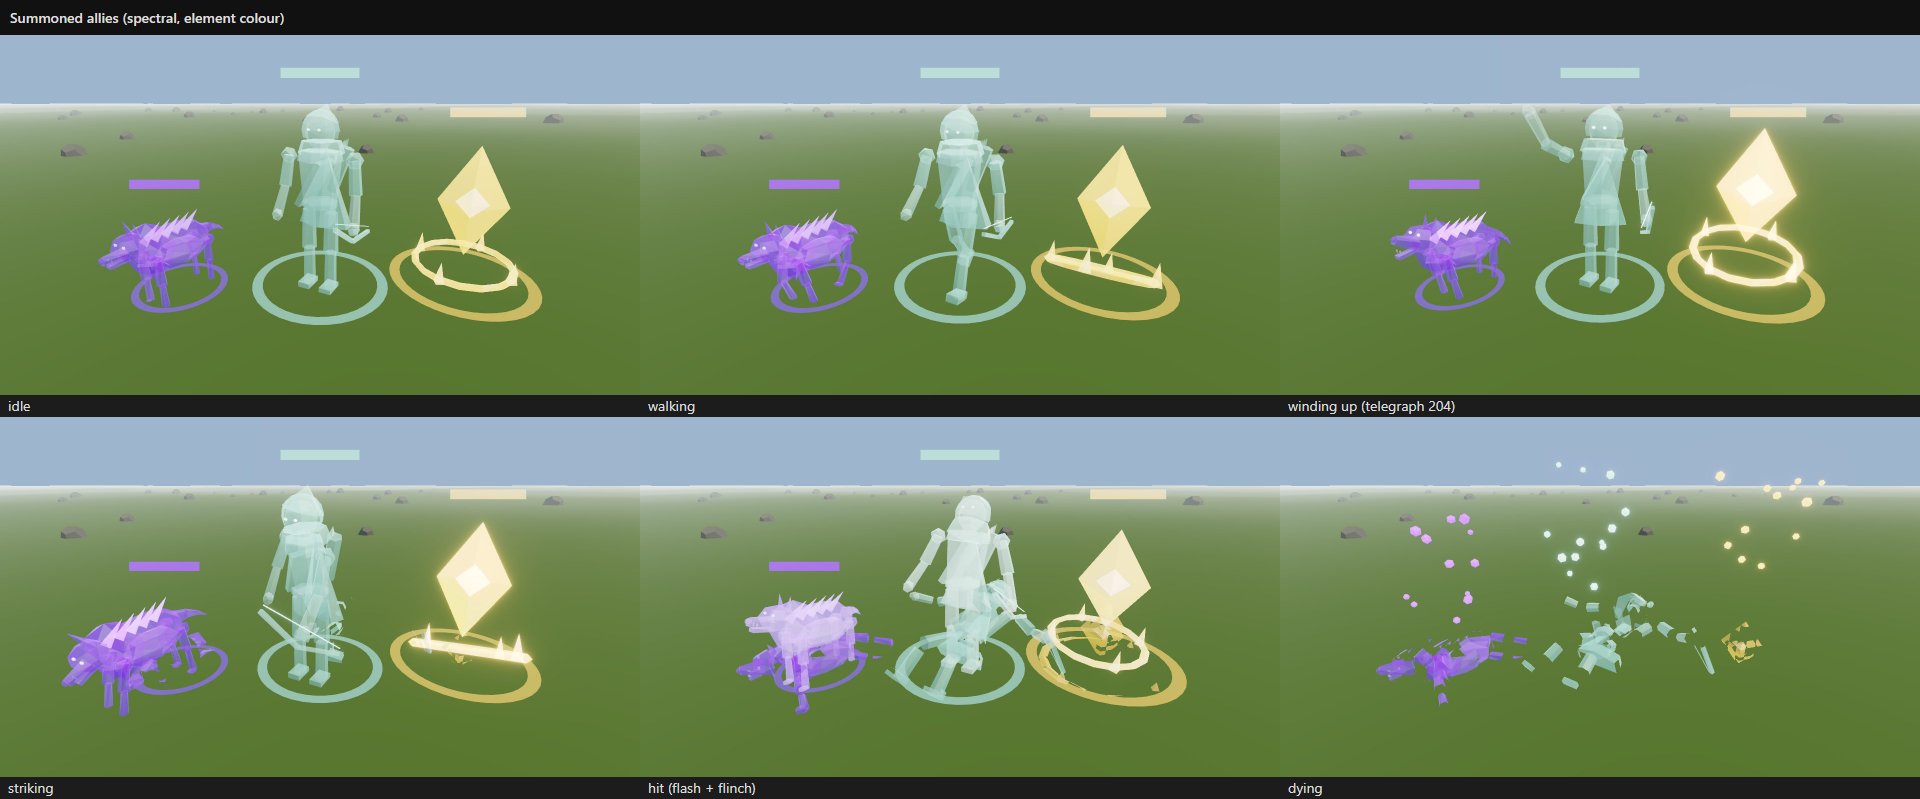 Summoned allies (spectral, element colour)
idle
walking
winding up (telegraph 204)
striking
hit (flash + flinch)
dying